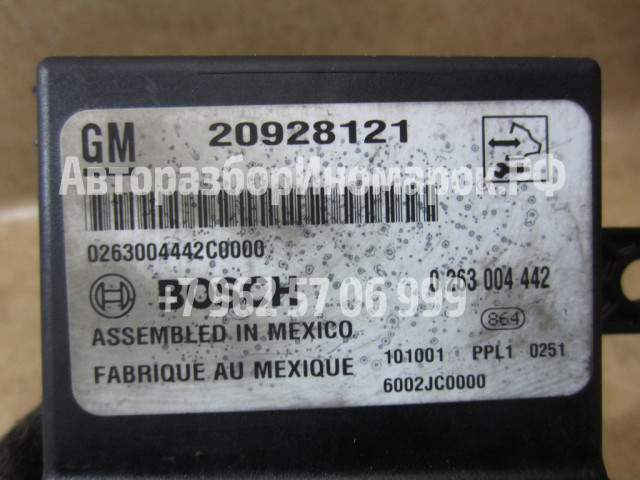 GM 20928121
АвторазборИномарок.РФ
0263004442C0000
BOSCH 0 263 004 442
+7 962 57 06 999
ASSEMBLED IN MEXICO
864
FABRIQUE AU MEXIQUE
101001 PPL1 0251
6002JC0000